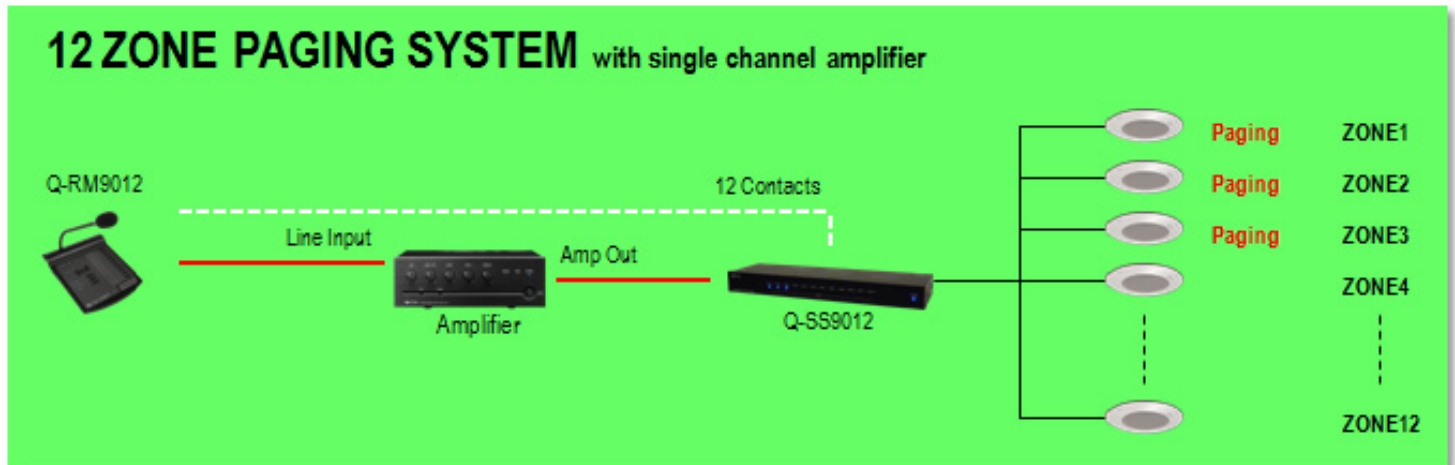 12 ZONE PAGING SYSTEM with single channel amplifier
Paging ZONE1
Q-RM9012
12 Contacts
Paging ZONE2
Line Input
Paging ZONE3
Amp Out
ZONE4
Amplifier
Q-SS9012
ZONE12